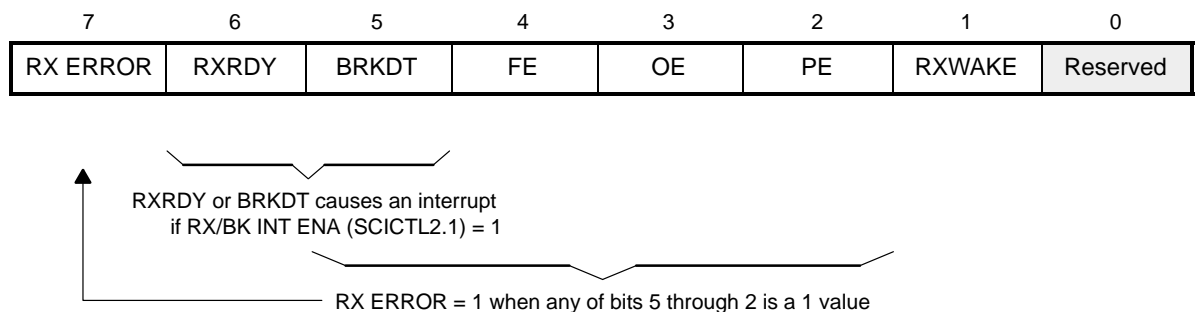 7 6 5 4 3 2 1 0
RX ERROR RXRDY BRKDT FE OE PE RXWAKE Reserved
RXRDY or BRKDT causes an interrupt
if RX/BK INT ENA (SCICTL2.1) = 1
RX ERROR = 1 when any of bits 5 through 2 is a 1 value